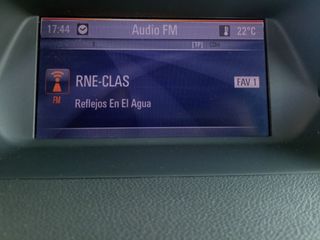 17:44 Audio FM 22°C
[TP]
RNE-CLAS FAV 1
FM Reflejos En El Agua